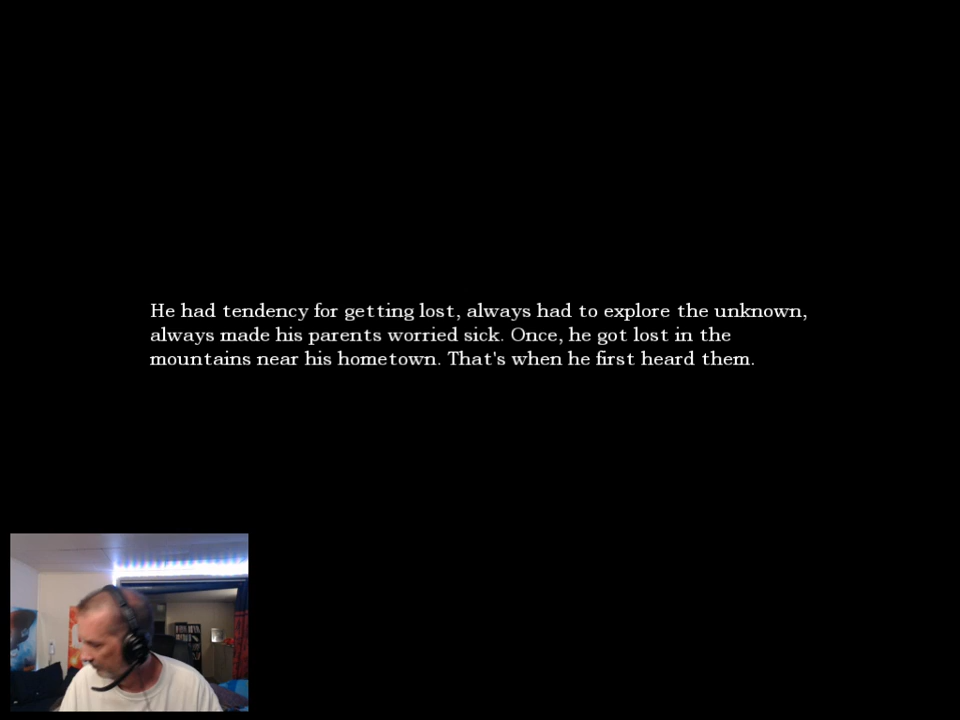 He had tendency for getting lost, always had to explore the unknown,
always made his parents worried sick. Once, he got lost in the
mountains near his hometown. That's when he first heard them.